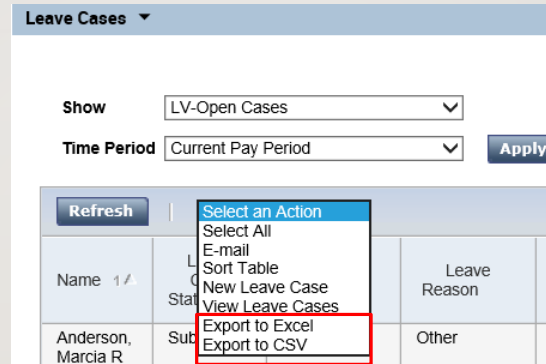 Leave Cases
Show LV-Open Cases
Time Period Current Pay Period Apply
Refresh Select an Action
Select All
E-mail
Sort Table
New Leave Case
View Leave Cases
Export to Excel
Export to CSV
Name 1
Leave
Reason
Anderson,
Marcia R
Other